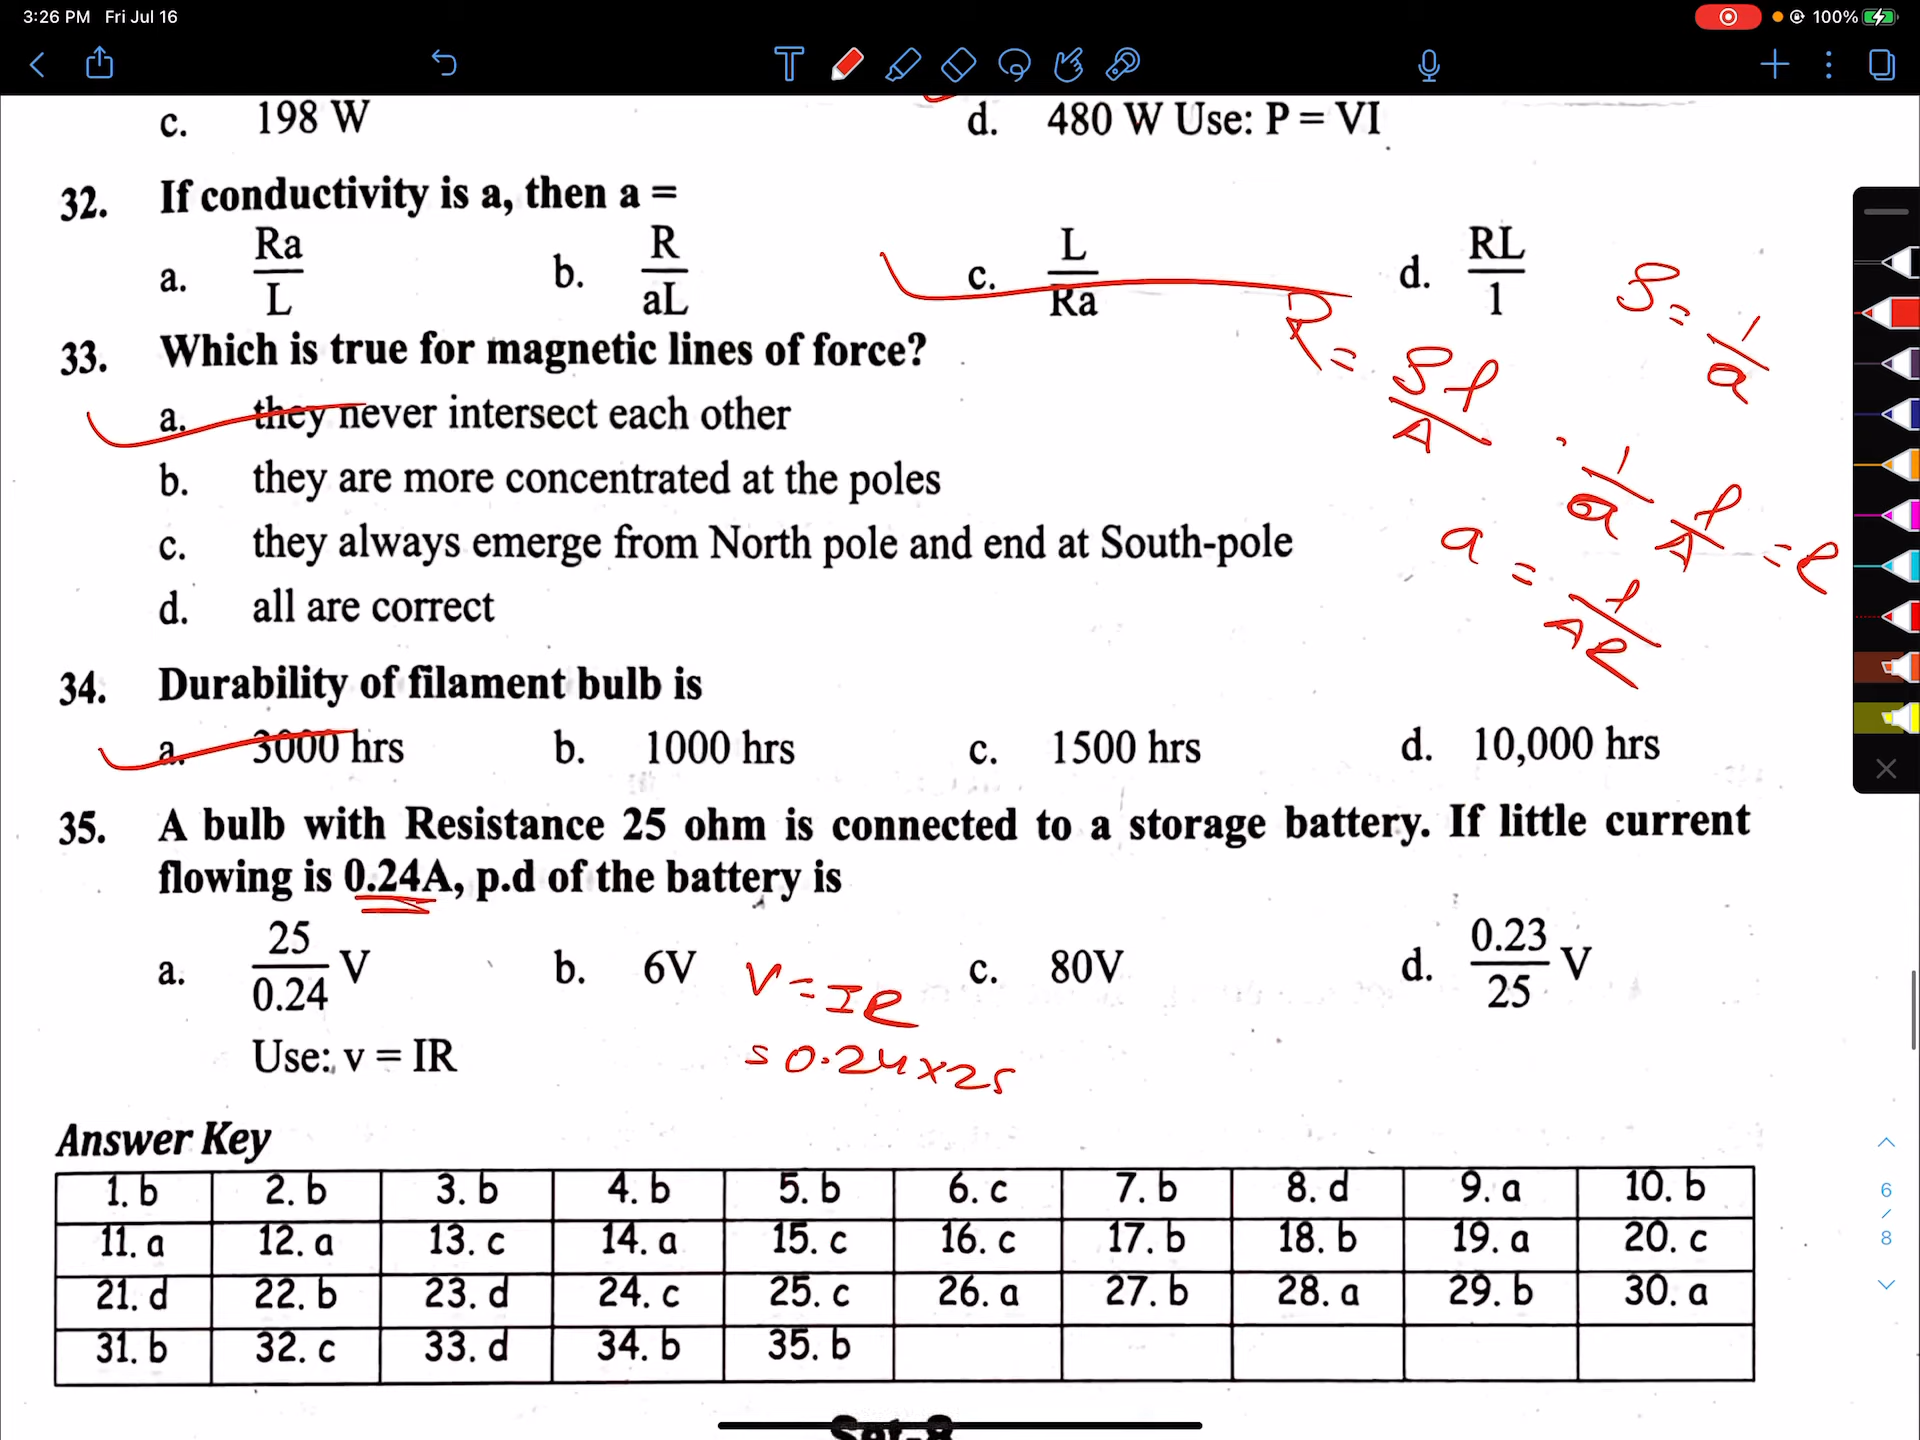 3:26 PM Fri Jul 16
100%
c. 198 W d. 480 W Use: P = VI
32. If conductivity is a, then a =
a. Ra/L b. R/aL c. L/Ra d. RL/1
ρ = 1/a
R = ρl/A
33. Which is true for magnetic lines of force?
a. they never intersect each other
b. they are more concentrated at the poles
1/a l/A = R
c. they always emerge from North pole and end at South-pole
a = l/AR
d. all are correct
34. Durability of filament bulb is
a. 3000 hrs b. 1000 hrs c. 1500 hrs d. 10,000 hrs
35. A bulb with Resistance 25 ohm is connected to a storage battery. If little current
flowing is 0.24A, p.d of the battery is
a. 25/0.24 V b. 6V c. 80V d. 0.23/25 V
V = IR
Use: v = IR
= 0.24 x 25
Answer Key
1. b 2. b 3. b 4. b 5. b 6. c 7. b 8. d 9. a 10. b
11. a 12. a 13. c 14. a 15. c 16. c 17. b 18. b 19. a 20. c
21. d 22. b 23. d 24. c 25. c 26. a 27. b 28. a 29. b 30. a
31. b 32. c 33. d 34. b 35. b
6 / 8
Set-8